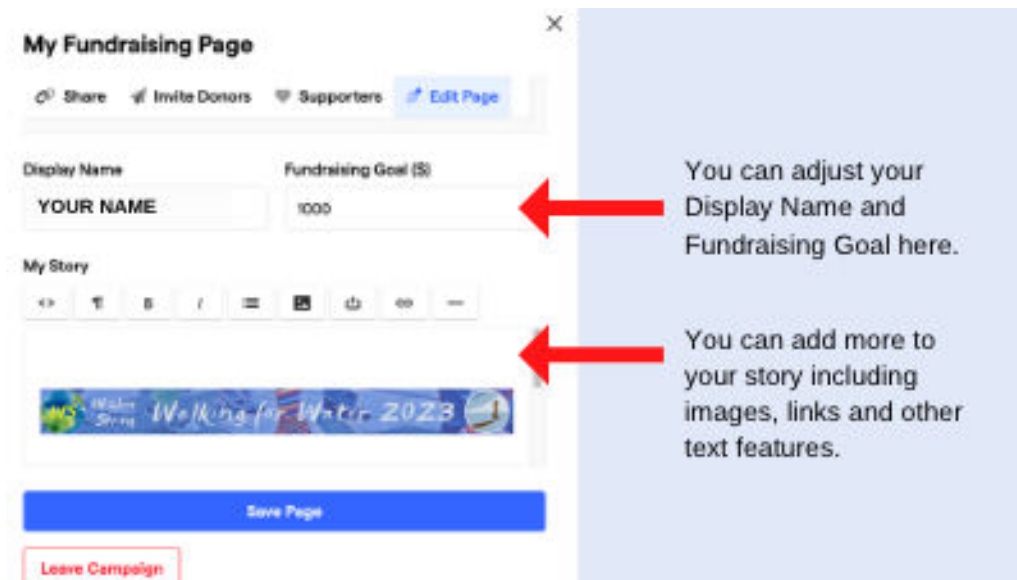 My Fundraising Page
Share Invite Donors Supporters Edit Page
Display Name Fundraising Goal ($)
YOUR NAME 1000
You can adjust your
Display Name and
Fundraising Goal here.
My Story
B I
You can add more to
your story including
images, links and other
text features.
Walking for Water 2023
Save Page
Leave Campaign